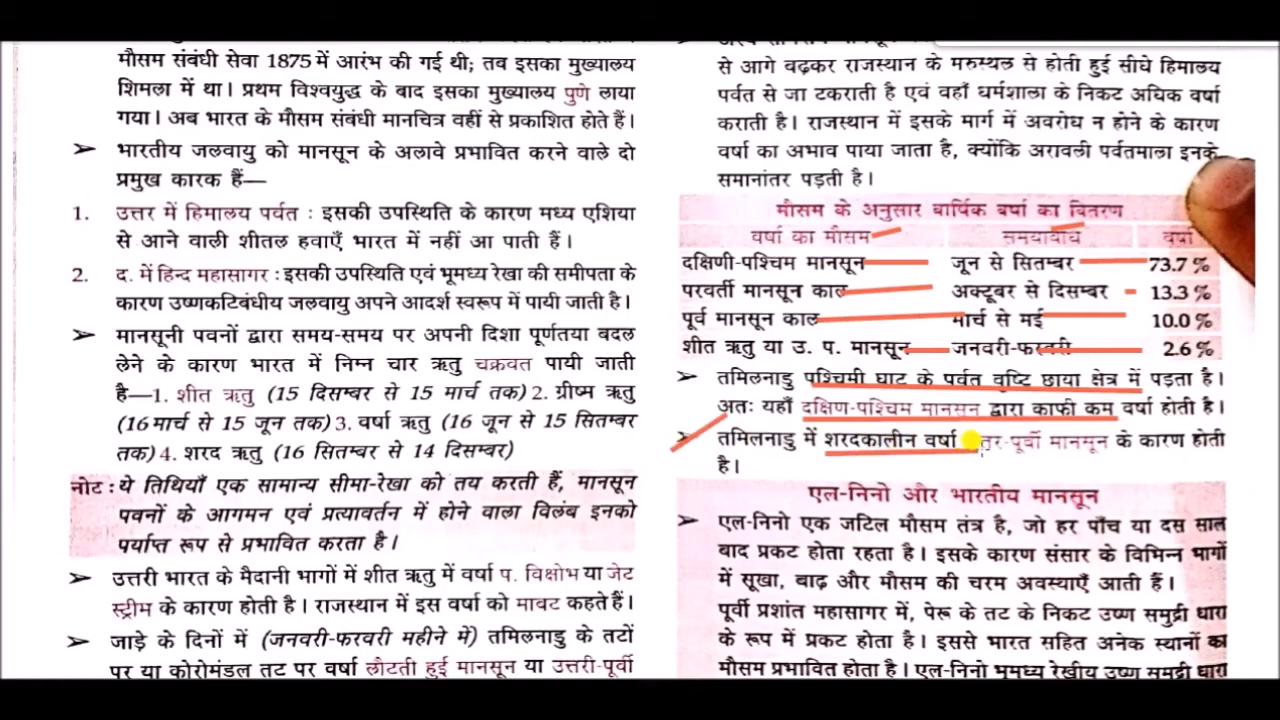 मौसम संबंधी सेवा 1875 में आरंभ की गई थी; तब इसका मुख्यालय
शिमला में था। प्रथम विश्वयुद्ध के बाद इसका मुख्यालय पुणे लाया
गया। अब भारत के मौसम संबंधी मानचित्र वहीं से प्रकाशित होते हैं।
➢ भारतीय जलवायु को मानसून के अलावे प्रभावित करने वाले दो
प्रमुख कारक हैं—
1. उत्तर में हिमालय पर्वत : इसकी उपस्थिति के कारण मध्य एशिया
से आने वाली शीतल हवाएँ भारत में नहीं आ पाती हैं।
2. द. में हिन्द महासागर : इसकी उपस्थिति एवं भूमध्य रेखा की समीपता के
कारण उष्णकटिबंधीय जलवायु अपने आदर्श स्वरूप में पायी जाती है।
➢ मानसूनी पवनों द्वारा समय-समय पर अपनी दिशा पूर्णतया बदल
लेने के कारण भारत में निम्न चार ऋतु चक्रवत पायी जाती
है—1. शीत ऋतु (15 दिसम्बर से 15 मार्च तक) 2. ग्रीष्म ऋतु
(16 मार्च से 15 जून तक) 3. वर्षा ऋतु (16 जून से 15 सितम्बर
तक) 4. शरद ऋतु (16 सितम्बर से 14 दिसम्बर)
नोट : ये तिथियाँ एक सामान्य सीमा-रेखा को तय करती हैं, मानसून
पवनों के आगमन एवं प्रत्यावर्तन में होने वाला विलंब इनको
पर्याप्त रूप से प्रभावित करता है।
➢ उत्तरी भारत के मैदानी भागों में शीत ऋतु में वर्षा प. विक्षोभ या जेट
स्ट्रीम के कारण होती है। राजस्थान में इस वर्षा को मावट कहते हैं।
➢ जाड़े के दिनों में (जनवरी-फरवरी महीने में) तमिलनाडु के तटों
पर या कोरोमंडल तट पर वर्षा लौटती हुई मानसून या उत्तरी-पूर्वी
से आगे बढ़कर राजस्थान के मरुस्थल से होती हुई सीधे हिमालय
पर्वत से जा टकराती है एवं वहाँ धर्मशाला के निकट अधिक वर्षा
कराती है। राजस्थान में इसके मार्ग में अवरोध न होने के कारण
वर्षा का अभाव पाया जाता है, क्योंकि अरावली पर्वतमाला इनके
समानांतर पड़ती है।
मौसम के अनुसार वार्षिक वर्षा का वितरण
वर्षा का मौसम समयावधि वर्षा
दक्षिणी-पश्चिम मानसून जून से सितम्बर 73.7 %
परवर्ती मानसून काल अक्टूबर से दिसम्बर 13.3 %
पूर्व मानसून काल मार्च से मई 10.0 %
शीत ऋतु या उ. प. मानसून जनवरी-फरवरी 2.6 %
➢ तमिलनाडु पश्चिमी घाट के पर्वत वृष्टि छाया क्षेत्र में पड़ता है।
अतः यहाँ दक्षिण-पश्चिम मानसून द्वारा काफी कम वर्षा होती है।
➢ तमिलनाडु में शरदकालीन वर्षा -पूर्वी मानसून के कारण होती
है।
एल-निनो और भारतीय मानसून
➢ एल-निनो एक जटिल मौसम तंत्र है, जो हर पाँच या दस साल
बाद प्रकट होता रहता है। इसके कारण संसार के विभिन्न भागों
में सूखा, बाढ़ और मौसम की चरम अवस्थाएँ आती हैं।
पूर्वी प्रशांत महासागर में, पेरू के तट के निकट उष्ण समुद्री धारा
के रूप में प्रकट होता है। इससे भारत सहित अनेक स्थानों का
मौसम प्रभावित होता है। एल-निनो भूमध्य रेखीय उष्ण समुद्री धारा